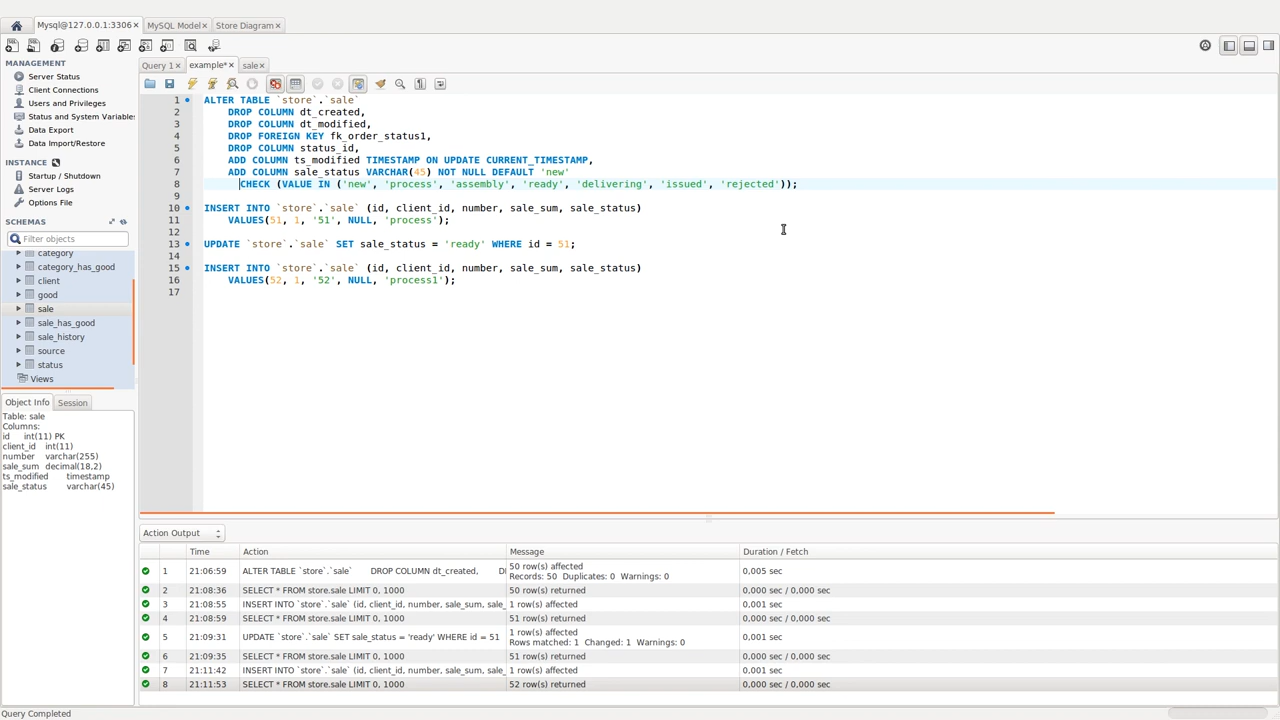 Mysql@127.0.0.1:3306 MySQL Model Store Diagram
MANAGEMENT
Server Status
Client Connections
Users and Privileges
Status and System Variables
Data Export
Data Import/Restore
INSTANCE
Startup / Shutdown
Server Logs
Options File
SCHEMAS
Filter objects
category
category_has_good
client
good
sale
sale_has_good
sale_history
source
status
Views
Object Info Session
Table: sale
Columns:
id int(11) PK
client_id int(11)
number varchar(255)
sale_sum decimal(18,2)
ts_modified timestamp
sale_status varchar(45)
Query 1 example* sale
1 ALTER TABLE `store`.`sale`
2 DROP COLUMN dt_created,
3 DROP COLUMN dt_modified,
4 DROP FOREIGN KEY fk_order_status1,
5 DROP COLUMN status_id,
6 ADD COLUMN ts_modified TIMESTAMP ON UPDATE CURRENT_TIMESTAMP,
7 ADD COLUMN sale_status VARCHAR(45) NOT NULL DEFAULT 'new'
8 CHECK (VALUE IN ('new', 'process', 'assembly', 'ready', 'delivering', 'issued', 'rejected'));
9
10 INSERT INTO `store`.`sale` (id, client_id, number, sale_sum, sale_status)
11 VALUES(51, 1, '51', NULL, 'process');
12
13 UPDATE `store`.`sale` SET sale_status = 'ready' WHERE id = 51;
14
15 INSERT INTO `store`.`sale` (id, client_id, number, sale_sum, sale_status)
16 VALUES(52, 1, '52', NULL, 'process1');
17
Action Output
Time Action Message Duration / Fetch
1 21:06:59 ALTER TABLE `store`.`sale` DROP COLUMN dt_created, 50 row(s) affected 0,005 sec
Records: 50 Duplicates: 0 Warnings: 0
2 21:08:36 SELECT * FROM store.sale LIMIT 0, 1000 50 row(s) returned 0,000 sec / 0,000 sec
3 21:08:55 INSERT INTO `store`.`sale` (id, client_id, number, sale_sum, sale_ 1 row(s) affected 0,001 sec
4 21:08:59 SELECT * FROM store.sale LIMIT 0, 1000 51 row(s) returned 0,000 sec / 0,000 sec
5 21:09:31 UPDATE `store`.`sale` SET sale_status = 'ready' WHERE id = 51 1 row(s) affected 0,001 sec
Rows matched: 1 Changed: 1 Warnings: 0
6 21:09:35 SELECT * FROM store.sale LIMIT 0, 1000 51 row(s) returned 0,000 sec / 0,000 sec
7 21:11:42 INSERT INTO `store`.`sale` (id, client_id, number, sale_sum, sale_ 1 row(s) affected 0,001 sec
8 21:11:53 SELECT * FROM store.sale LIMIT 0, 1000 52 row(s) returned 0,000 sec / 0,000 sec
Query Completed